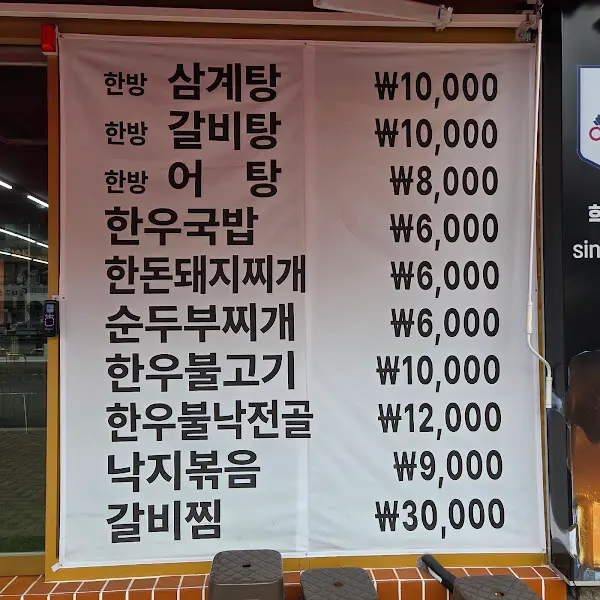 한방 삼계탕 ₩10,000
한방 갈비탕 ₩10,000
한방 어 탕 ₩8,000
한우국밥 ₩6,000
한돈돼지찌개 ₩6,000
순두부찌개 ₩6,000
한우불고기 ₩10,000
한우불낙전골 ₩12,000
낙지볶음 ₩9,000
갈비찜 ₩30,000
sin